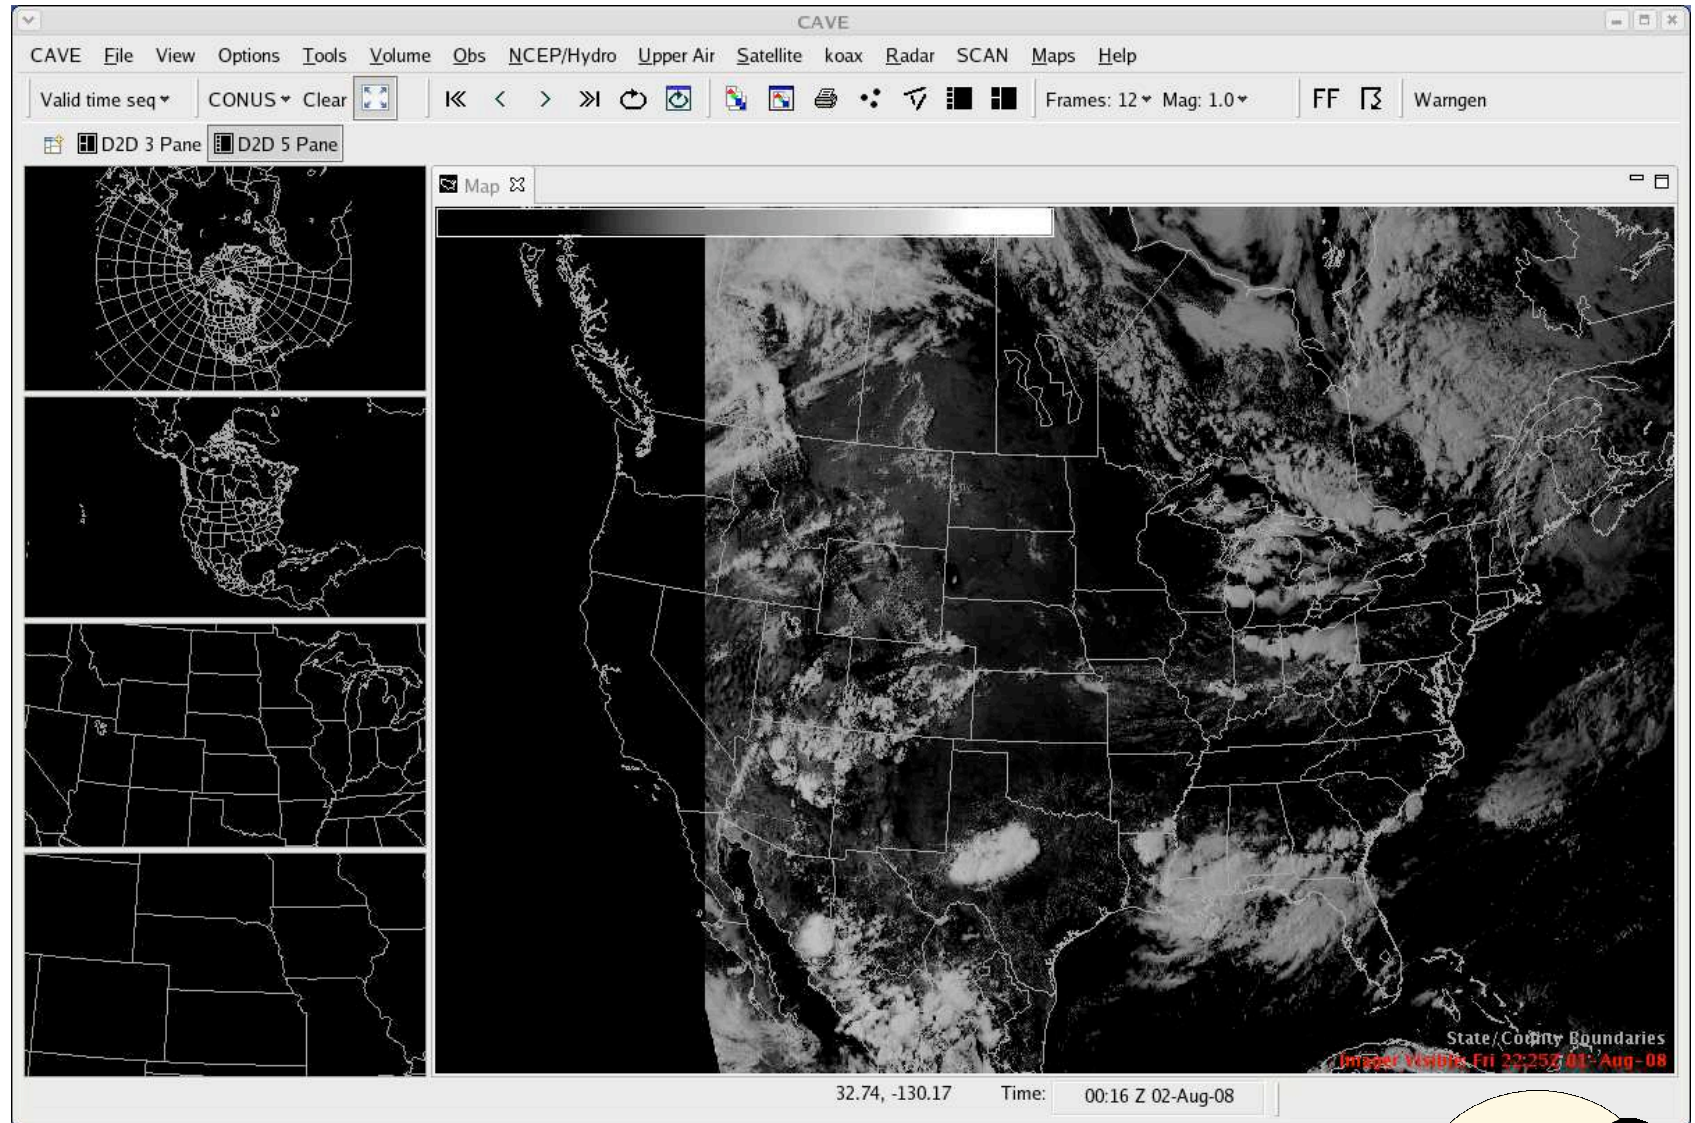 CAVE
CAVE File View Options Tools Volume Obs NCEP/Hydro Upper Air Satellite koax Radar SCAN Maps Help
Valid time seq CONUS Clear Frames: 12 Mag: 1.0 FF Warngen
D2D 3 Pane D2D 5 Pane
Map
State/County Boundaries
Imager Visible Fri 22:25Z 01-Aug-08
32.74, -130.17 Time: 00:16 Z 02-Aug-08